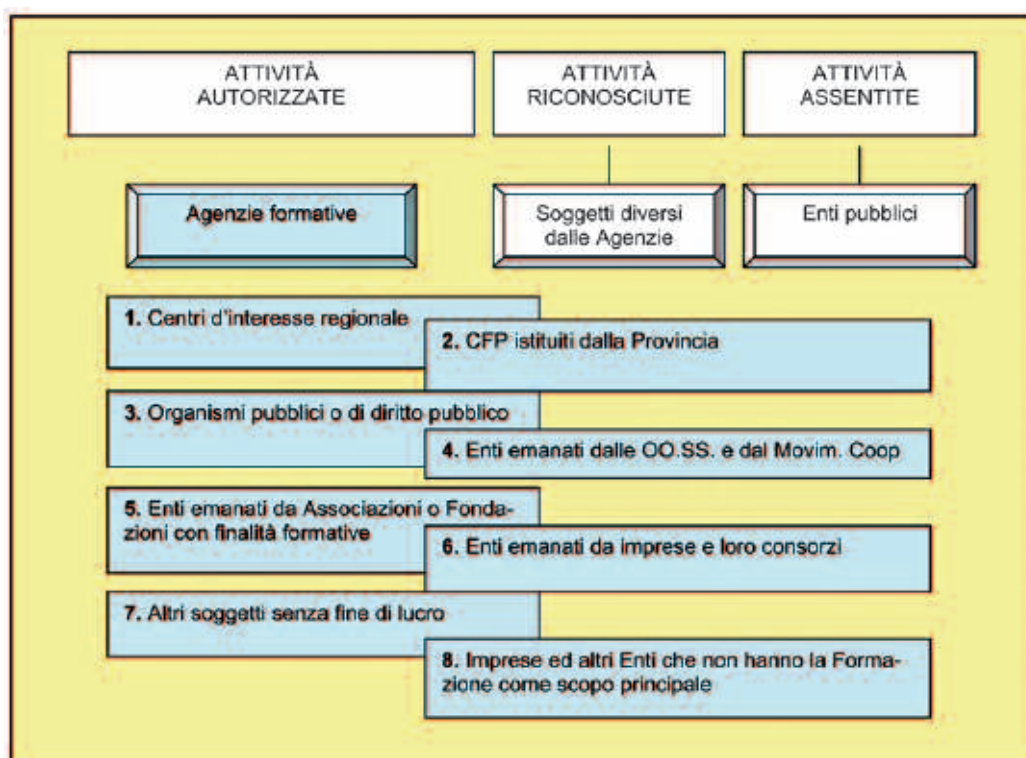 ATTIVITÀ
AUTORIZZATE
ATTIVITÀ
RICONOSCIUTE
ATTIVITÀ
ASSENTITE
Agenzie formative
Soggetti diversi
dalle Agenzie
Enti pubblici
1. Centri d'interesse regionale
2. CFP istituiti dalla Provincia
3. Organismi pubblici o di diritto pubblico
4. Enti emanati dalle OO.SS. e dal Movim. Coop
5. Enti emanati da Associazioni o Fonda-
zioni con finalità formative
6. Enti emanati da imprese e loro consorzi
7. Altri soggetti senza fine di lucro
8. Imprese ed altri Enti che non hanno la Forma-
zione come scopo principale